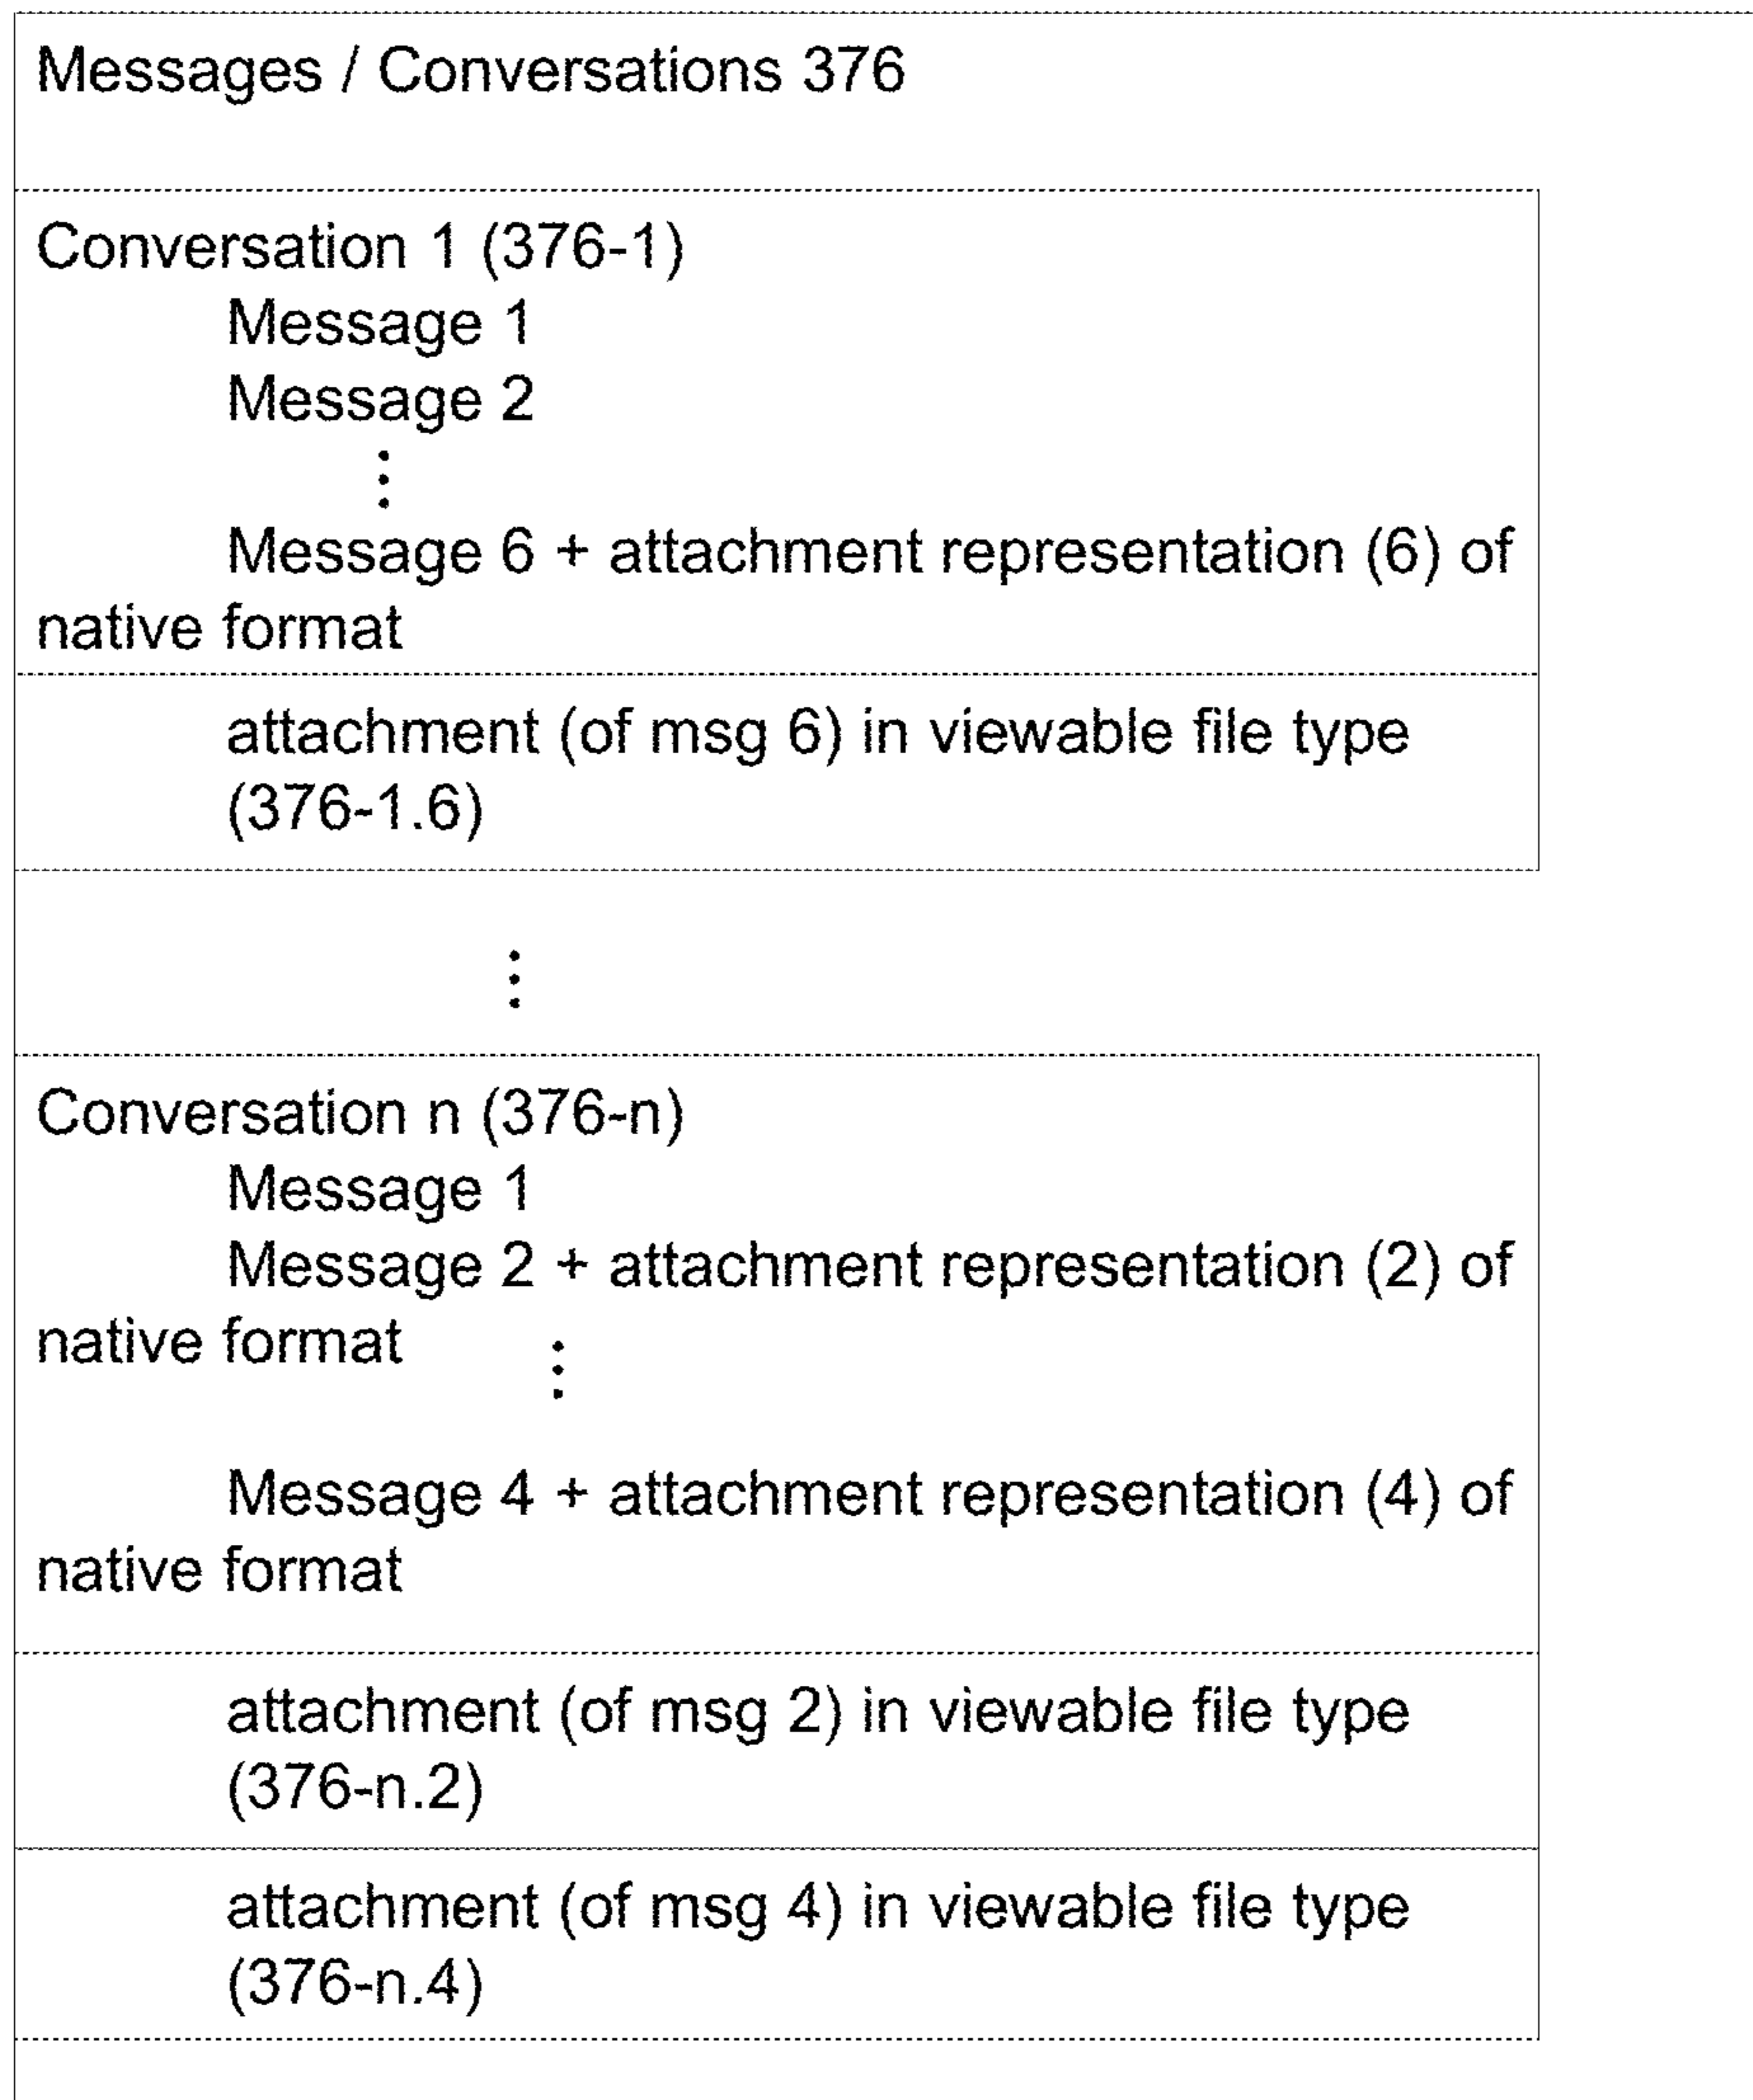 Messages / Conversations 376
Conversation 1 (376-1)
Message 1
Message 2
⋮
Message 6 + attachment representation (6) of
native format
attachment (of msg 6) in viewable file type
(376-1.6)
⋮
Conversation n (376-n)
Message 1
Message 2 + attachment representation (2) of
native format
⋮
Message 4 + attachment representation (4) of
native format
attachment (of msg 2) in viewable file type
(376-n.2)
attachment (of msg 4) in viewable file type
(376-n.4)